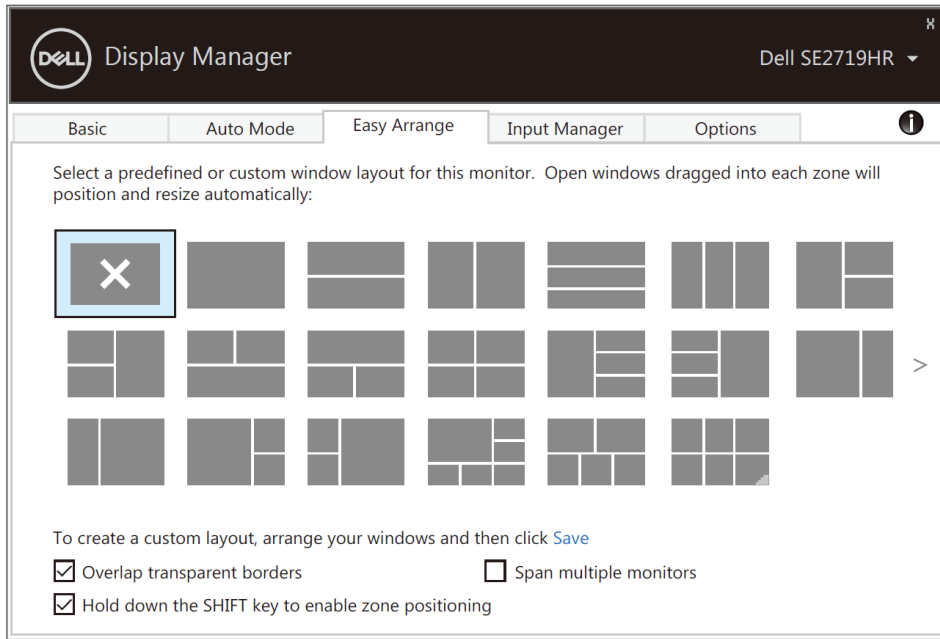 DELL Display Manager
Dell SE2719HR
Basic Auto Mode Easy Arrange Input Manager Options
Select a predefined or custom window layout for this monitor. Open windows dragged into each zone will
position and resize automatically:
To create a custom layout, arrange your windows and then click Save
Overlap transparent borders
Span multiple monitors
Hold down the SHIFT key to enable zone positioning